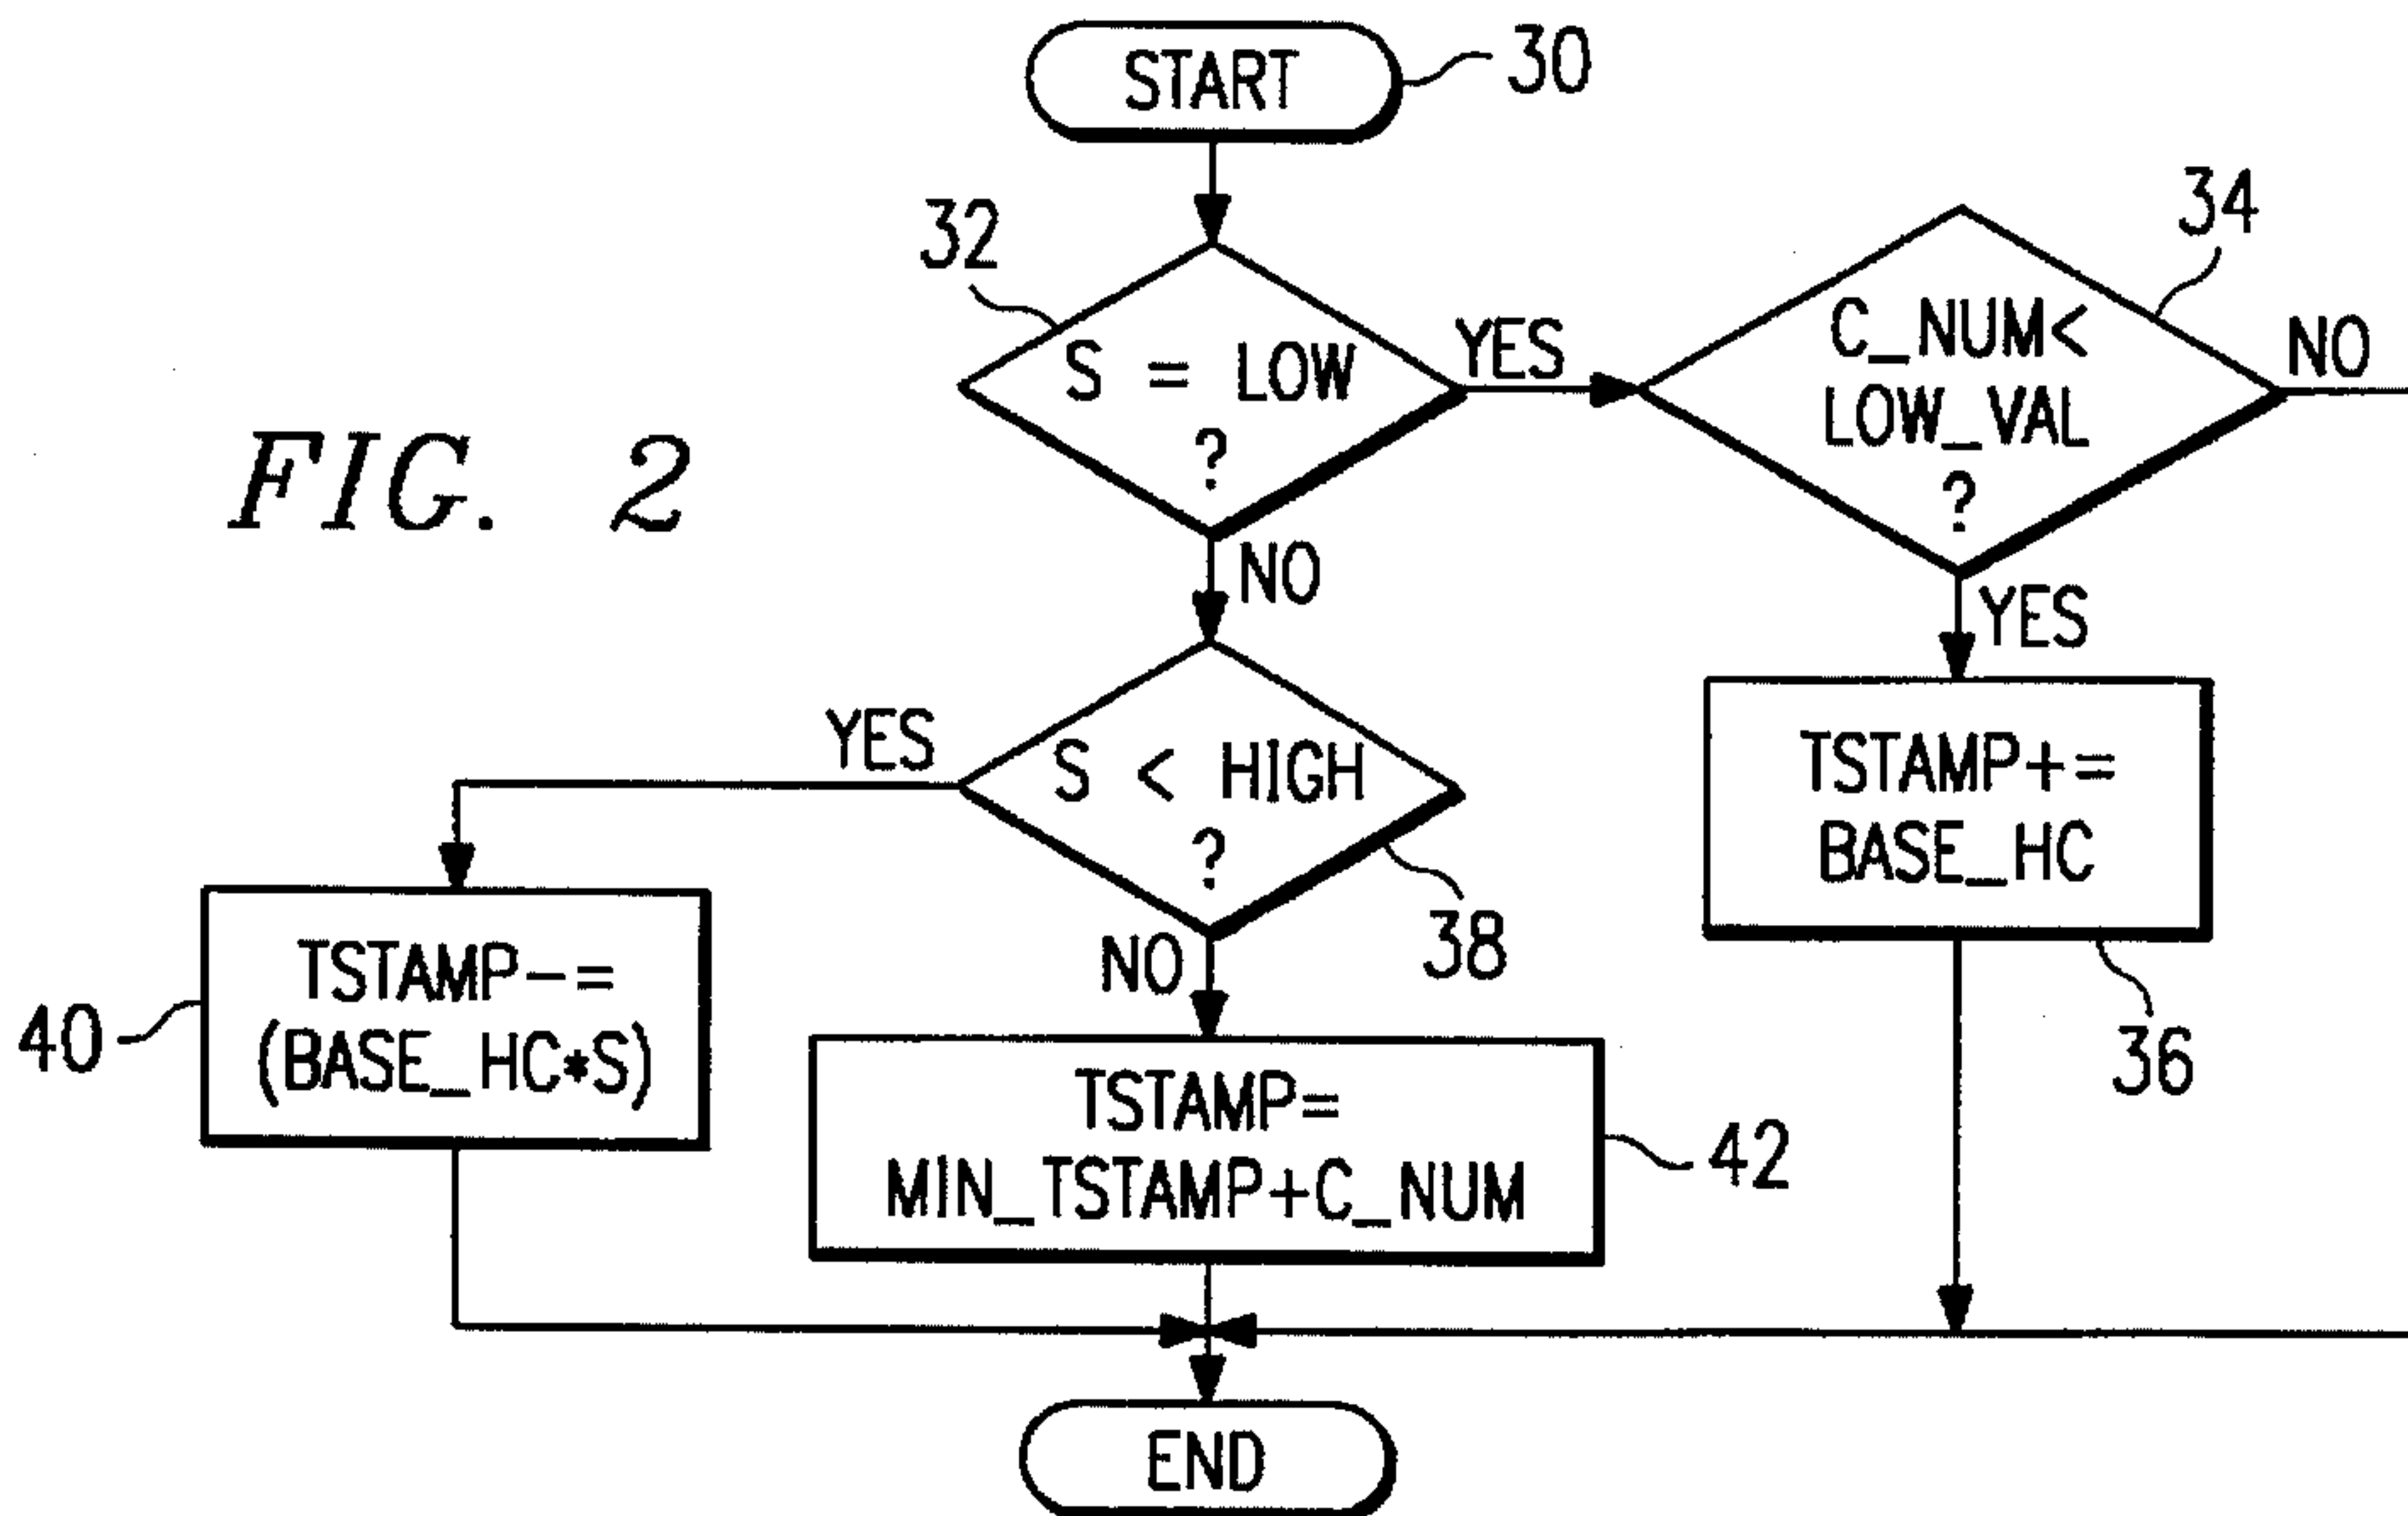 START
30
32
S = LOW
?
YES
34
C_NUM<
LOW_VAL
?
NO
FIG. 2
NO
YES
YES
S < HIGH
?
38
TSTAMP+=
BASE_HC
36
NO
40
TSTAMP-=
(BASE_HC*S)
TSTAMP=
MIN_TSTAMP+C_NUM
42
END